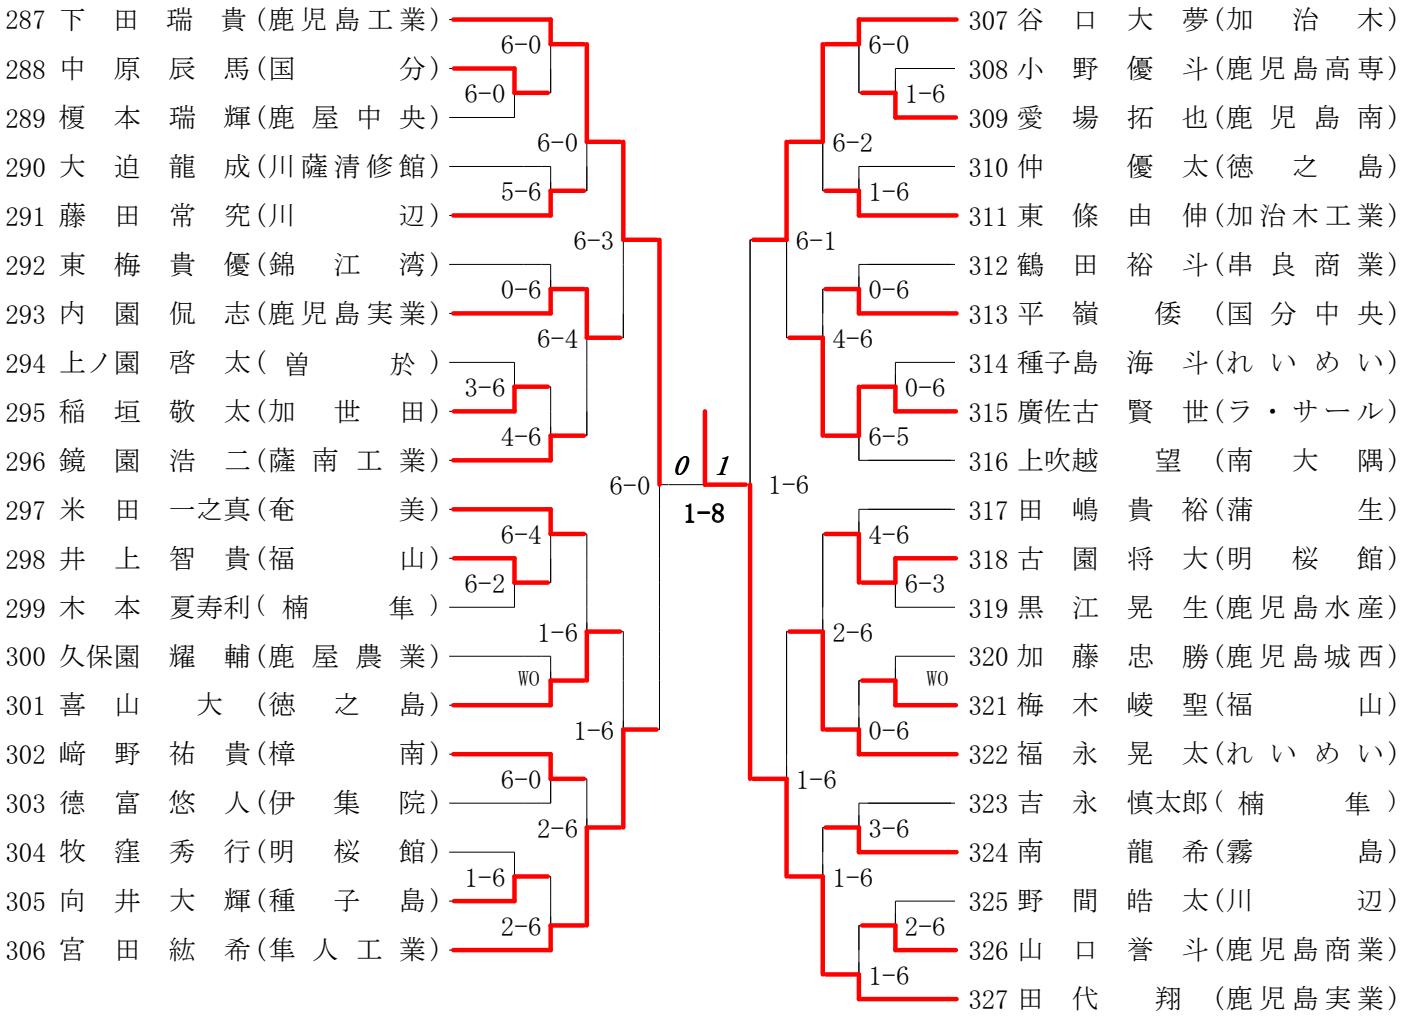 287 下田瑞貴(鹿児島工業)
6-0
288 中原辰馬(国分)
6-0
289 榎本瑞輝(鹿屋中央)
6-0
290 大迫龍成(川薩清修館)
5-6
291 藤田常究(川辺)
6-3
292 東梅貴優(錦江湾)
0-6
293 内園侃志(鹿児島実業)
6-4
294 上ノ園啓太(曽於)
3-6
295 稲垣敬太(加世田)
4-6
296 鏡園浩二(薩南工業)
6-0
297 米田一之真(奄美)
6-4
298 井上智貴(福山)
6-2
299 木本夏寿利(楠隼)
1-6
300 久保園耀輔(鹿屋農業)
WO
301 喜山大(徳之島)
1-6
302 﨑野祐貴(樟南)
6-0
303 德富悠人(伊集院)
2-6
304 牧窪秀行(明桜館)
1-6
305 向井大輝(種子島)
2-6
306 宮田紘希(隼人工業)
0 1
1-8
307 谷口大夢(加治木)
6-0
308 小野優斗(鹿児島高専)
1-6
309 愛場拓也(鹿児島南)
6-2
310 仲優太(徳之島)
1-6
311 東條由伸(加治木工業)
6-1
312 鶴田裕斗(串良商業)
0-6
313 平嶺倭(国分中央)
4-6
314 種子島海斗(れいめい)
0-6
315 廣佐古賢世(ラ・サール)
6-5
316 上吹越望(南大隅)
1-6
317 田嶋貴裕(蒲生)
4-6
318 古園将大(明桜館)
6-3
319 黒江晃生(鹿児島水産)
2-6
320 加藤忠勝(鹿児島城西)
WO
321 梅木崚聖(福山)
0-6
322 福永晃太(れいめい)
1-6
323 吉永慎太郎(楠隼)
3-6
324 南龍希(霧島)
1-6
325 野間皓太(川辺)
2-6
326 山口誉斗(鹿児島商業)
1-6
327 田代翔(鹿児島実業)